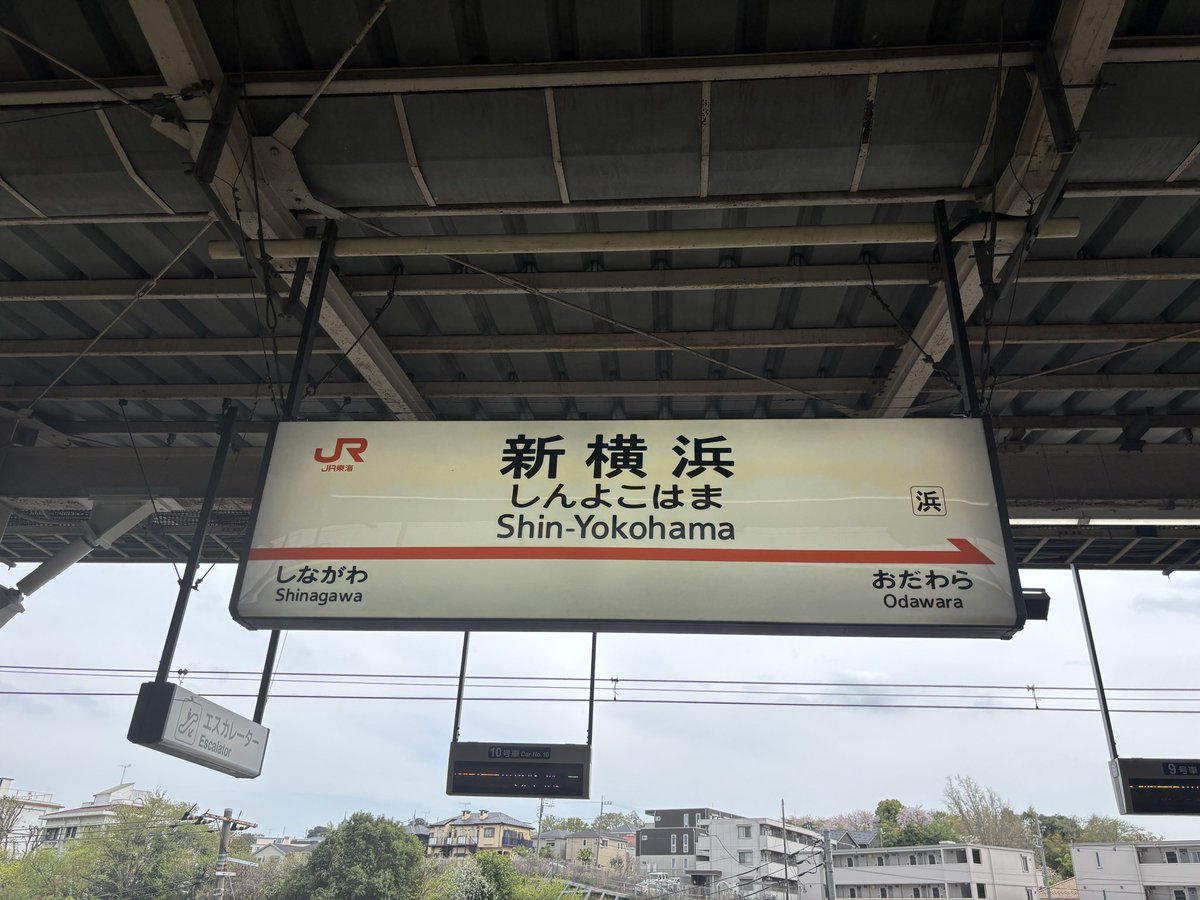 JR
JR東海
新横浜
しんよこはま
Shin-Yokohama
浜
しながわ
Shinagawa
おだわら
Odawara
エスカレーター
Escalator
10号車 Car No.10
9号車